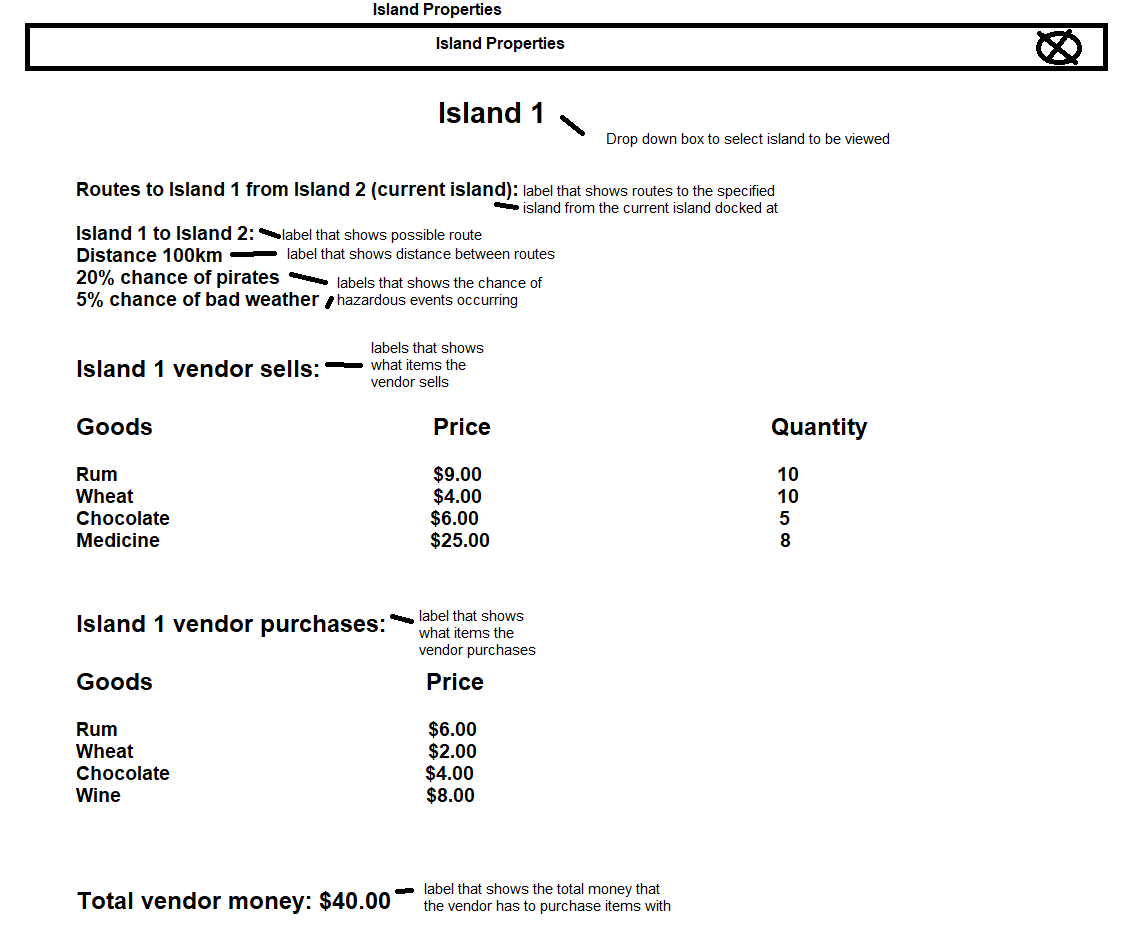 Island Properties
Island Properties
Island 1
Drop down box to select island to be viewed
Routes to Island 1 from Island 2 (current island): label that shows routes to the specified
island from the current island docked at
Island 1 to Island 2: label that shows possible route
Distance 100km label that shows distance between routes
20% chance of pirates labels that shows the chance of
5% chance of bad weather hazardous events occurring
labels that shows
Island 1 vendor sells: what items the
vendor sells
Goods Price Quantity
Rum $9.00 10
Wheat $4.00 10
Chocolate $6.00 5
Medicine $25.00 8
Island 1 vendor purchases: label that shows
what items the
vendor purchases
Goods Price
Rum $6.00
Wheat $2.00
Chocolate $4.00
Wine $8.00
Total vendor money: $40.00 label that shows the total money that
the vendor has to purchase items with